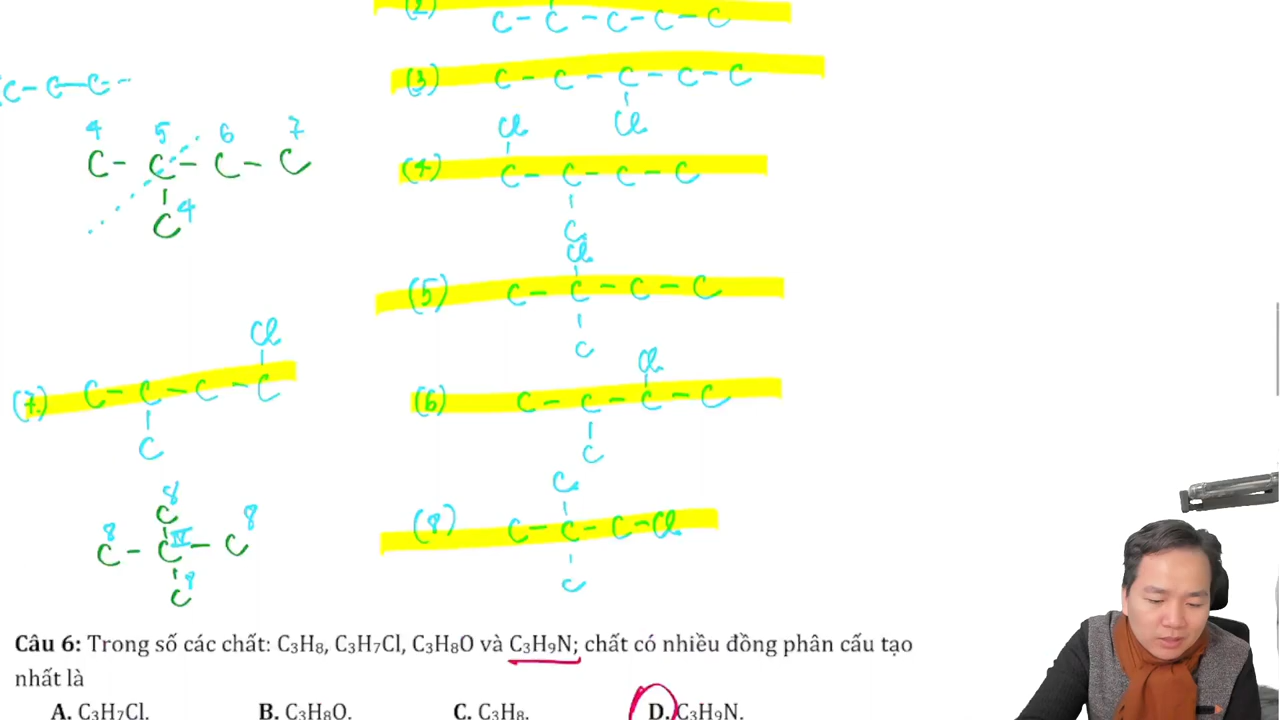 (2)
C - C - C - C - C
(3) C - C - C - C - C
Cl
C - C - C -
4 5 6 7
C - C - C - C
C 4
Cl
(4) C - C - C - C
C
Cl
(5) C - C - C - C
C
Cl
(7) C - C - C - C
C
Cl
(6) C - C - C - C
C
8
C
8 8
C - C - C
IV
C 8
C
(8) C - C - C - Cl
C
Câu 6: Trong số các chất: C₃H₈, C₃H₇Cl, C₃H₈O và C₃H₉N; chất có nhiều đồng phân cấu tạo
nhất là
A. C₃H₇Cl. B. C₃H₈O. C. C₃H₈. D. C₃H₉N.